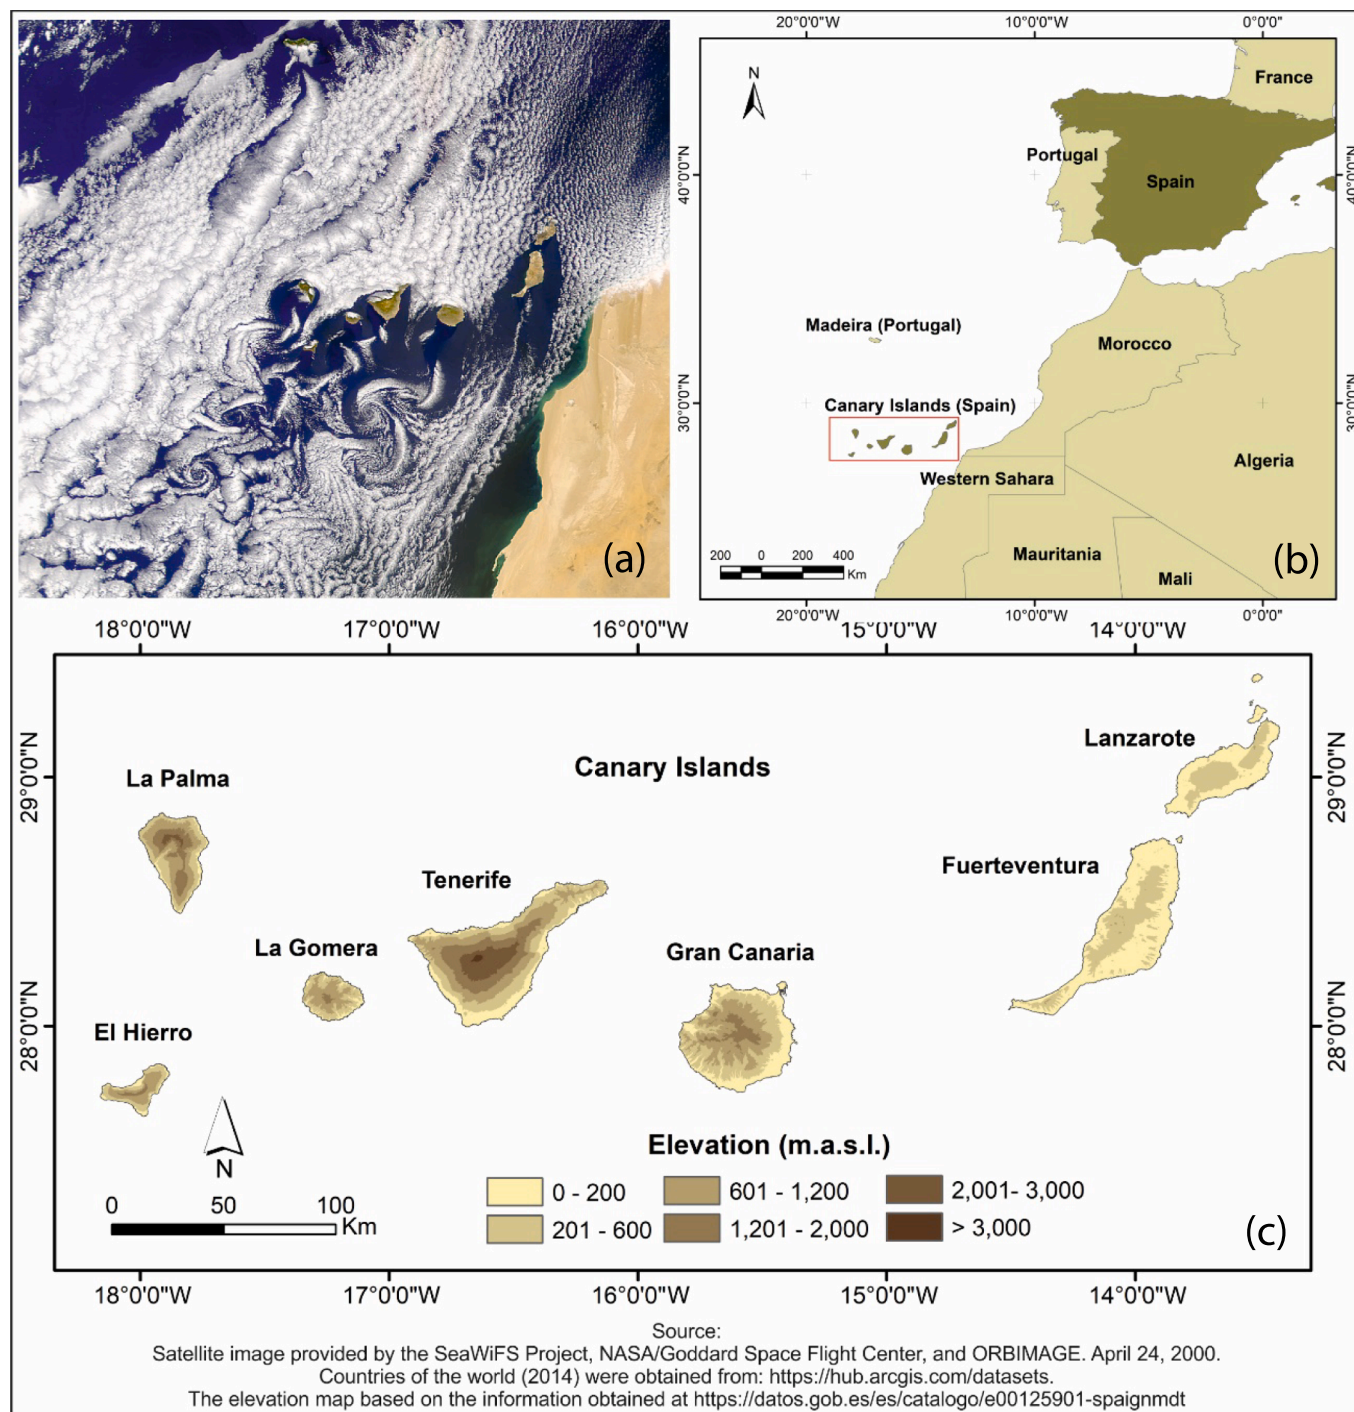 (a)
20°0'0"W 10°0'0"W 0°0'0"
N
France
Portugal
Spain
40°0'0"N 40°0'0"N
Madeira (Portugal)
Morocco
Canary Islands (Spain)
30°0'0"N 30°0'0"N
Algeria
Western Sahara
Mauritania
Mali
200 0 200 400
Km
(b)
20°0'0"W 10°0'0"W 0°0'0"
18°0'0"W 17°0'0"W 16°0'0"W 15°0'0"W 14°0'0"W
Lanzarote
Canary Islands
La Palma
29°0'0"N 29°0'0"N
Fuerteventura
Tenerife
La Gomera
Gran Canaria
28°0'0"N 28°0'0"N
El Hierro
N
0 50 100
Km
Elevation (m.a.s.l.)
0 - 200 601 - 1,200 2,001- 3,000
201 - 600 1,201 - 2,000 > 3,000
(c)
18°0'0"W 17°0'0"W 16°0'0"W 15°0'0"W 14°0'0"W
Source:
Satellite image provided by the SeaWiFS Project, NASA/Goddard Space Flight Center, and ORBIMAGE. April 24, 2000.
Countries of the world (2014) were obtained from: https://hub.arcgis.com/datasets.
The elevation map based on the information obtained at https://datos.gob.es/es/catalogo/e00125901-spaignmdt